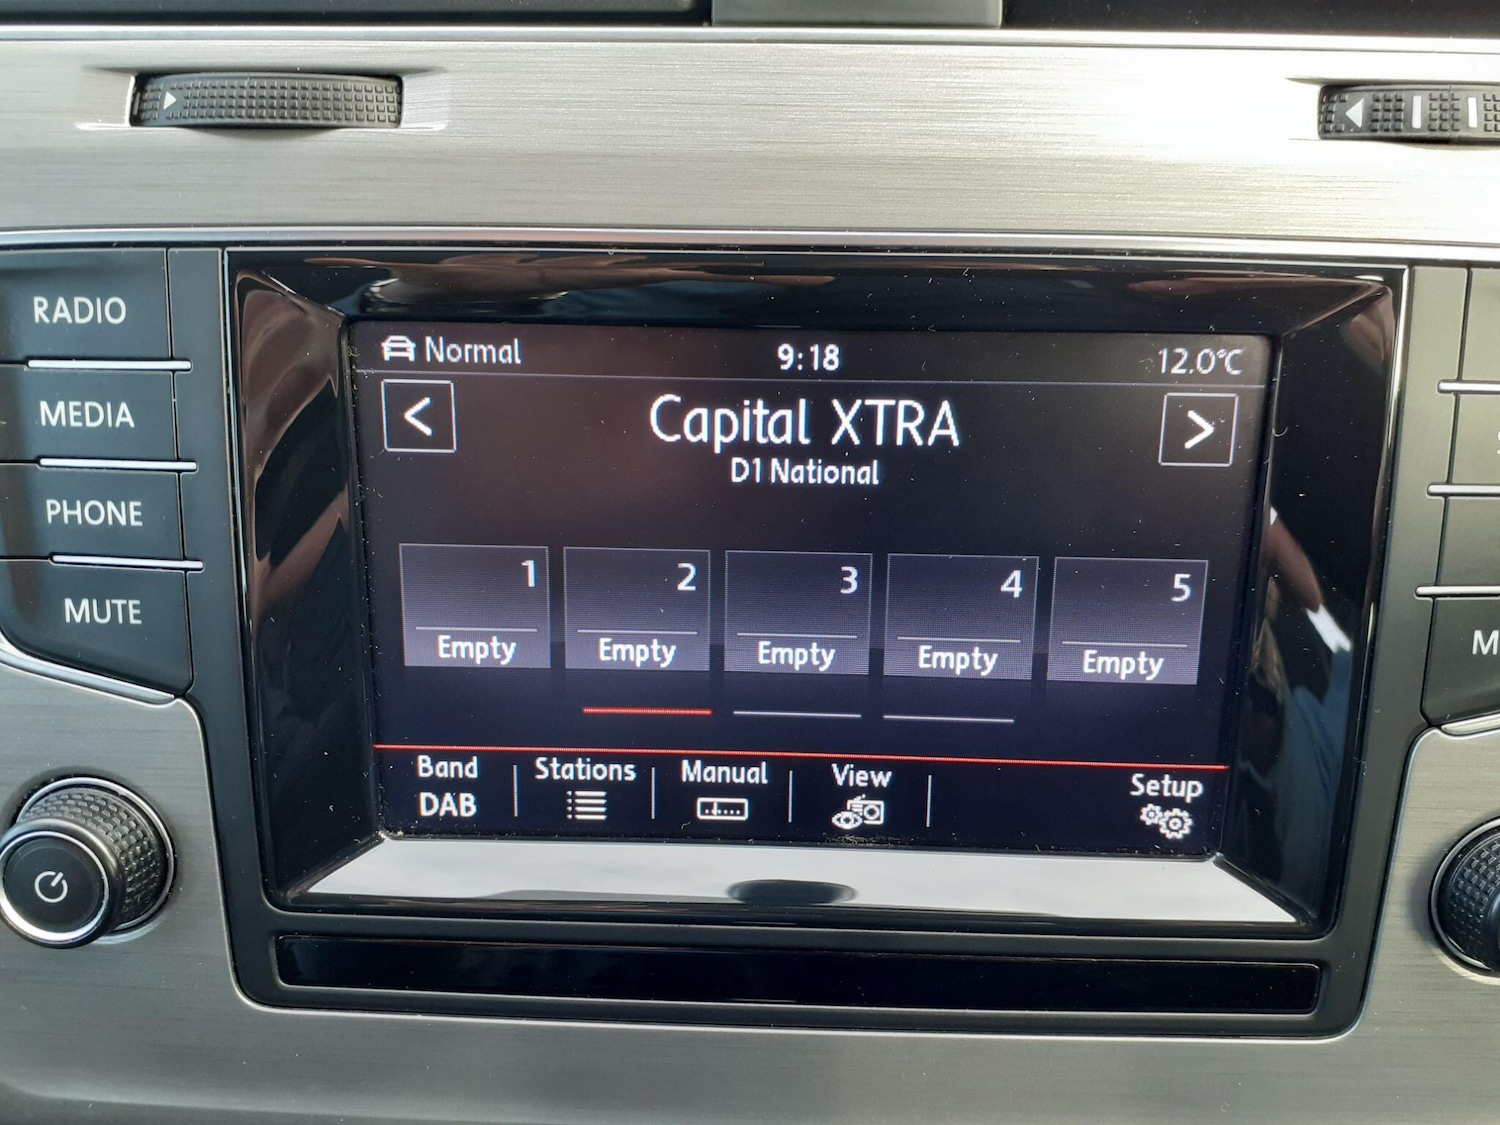 RADIO
MEDIA
PHONE
MUTE
Normal
9:18
12.0°C
<
Capital XTRA
>
D1 National
1
2
3
4
5
Empty
Empty
Empty
Empty
Empty
Band
Stations
Manual
View
Setup
DAB